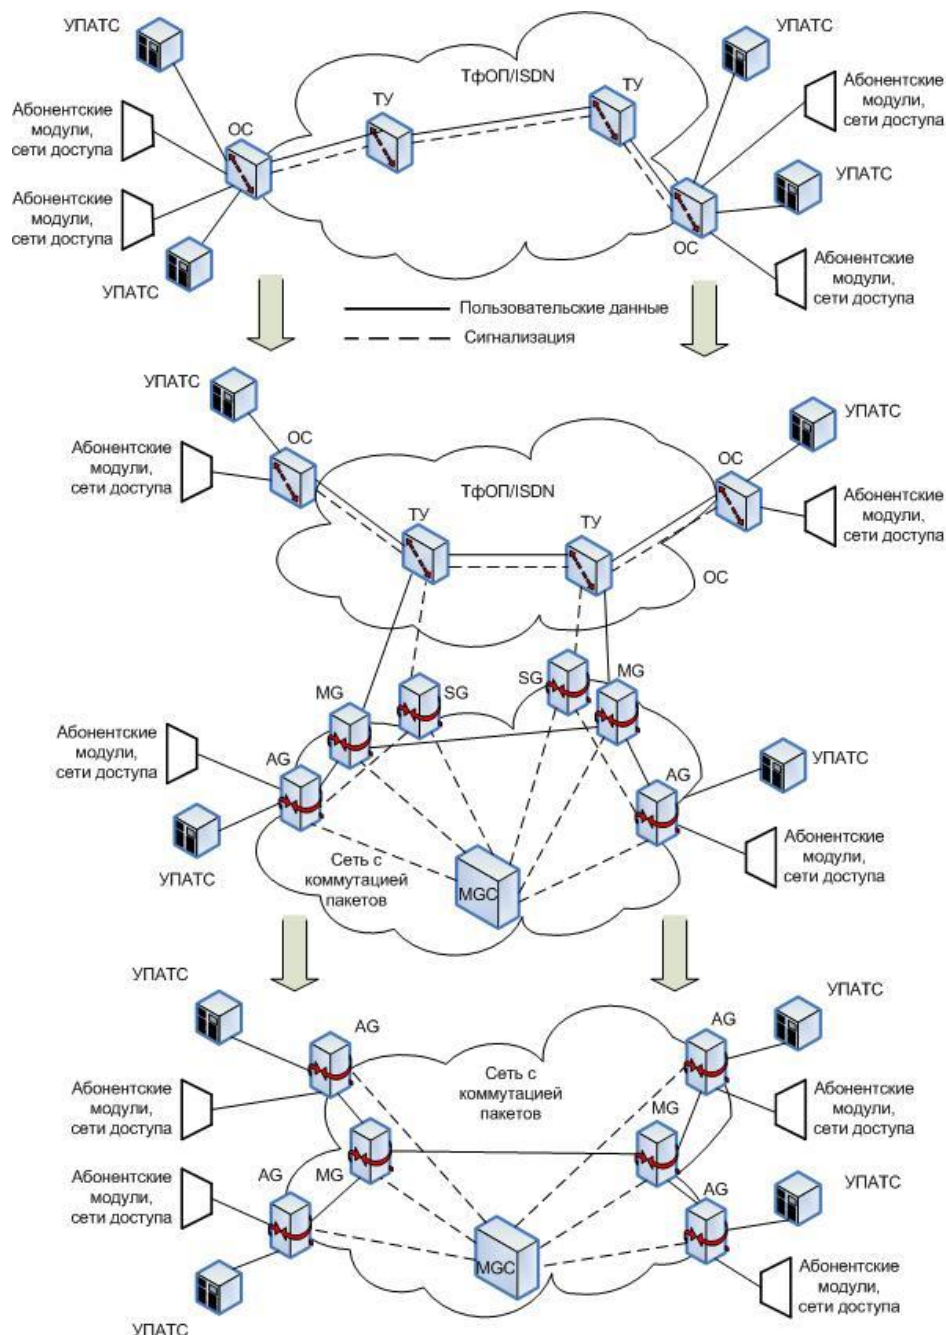 УПАТС
УПАТС
ТфОП/ISDN
ТУ
ТУ
Абонентские
модули,
сети доступа
Абонентские
модули,
сети доступа
ОС
Абонентские
модули,
сети доступа
УПАТС
ОС
УПАТС
Абонентские
модули,
сети доступа
Пользовательские данные
Сигнализация
УПАТС
УПАТС
ОС
Абонентские
модули,
сети доступа
ОС
ТфОП/ISDN
Абонентские
модули,
сети доступа
ТУ
ТУ
ОС
MG
SG
SG
MG
Абонентские
модули,
сети доступа
AG
AG
УПАТС
УПАТС
Абонентские
модули,
сети доступа
Сеть с
коммутацией
пакетов
MGC
УПАТС
УПАТС
AG
AG
Сеть с
коммутацией
пакетов
Абонентские
модули,
сети доступа
Абонентские
модули,
сети доступа
MG
MG
Абонентские
модули,
сети доступа
AG
AG
УПАТС
MGC
Абонентские
модули,
сети доступа
УПАТС